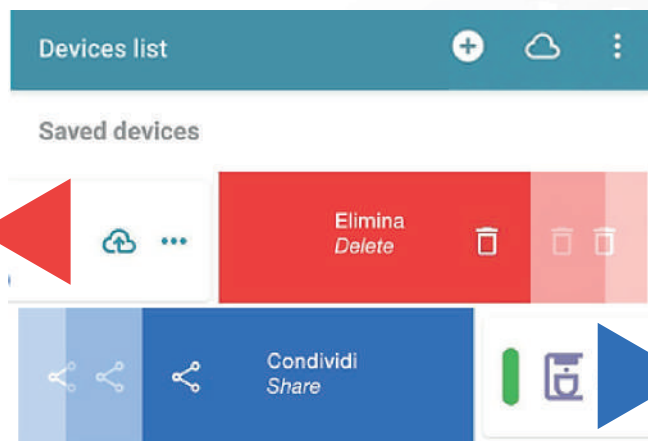 Devices list
Saved devices
Elimina
Delete
Condividi
Share